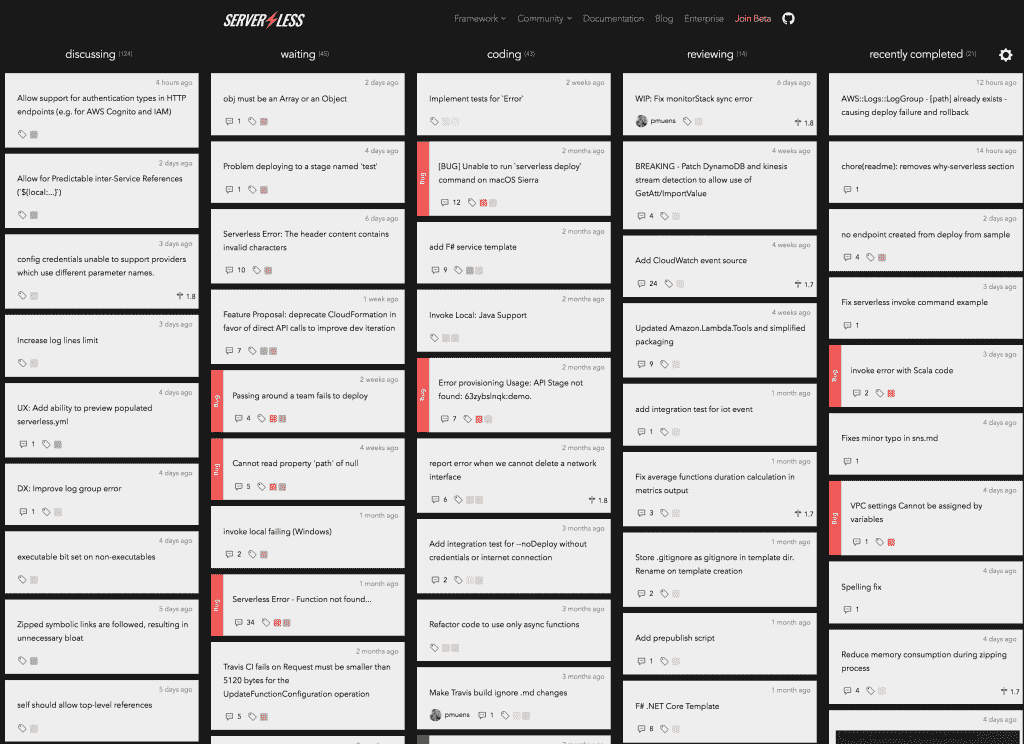 SERVERLESS
Framework
Community
Documentation
Blog
Enterprise
Join Beta
discussing (124)
4 hours ago
Allow support for authentication types in HTTP
endpoints (e.g. for AWS Cognito and IAM)
2 days ago
Allow for Predictable inter-Service References
('${local:...}')
3 days ago
config credentials unable to support providers
which use different parameter names.
1.8
3 days ago
Increase log lines limit
4 days ago
UX: Add ability to preview populated
serverless.yml
1
4 days ago
DX: Improve log group error
1
4 days ago
executable bit set on non-executables
5 days ago
Zipped symbolic links are followed, resulting in
unnecessary bloat
5 days ago
self should allow top-level references
waiting (45)
2 days ago
obj must be an Array or an Object
1
4 days ago
Problem deploying to a stage named 'test'
1
6 days ago
Serverless Error: The header content contains
invalid characters
10
1 week ago
Feature Proposal: deprecate CloudFormation in
favor of direct API calls to improve dev iteration
7
Bug
2 weeks ago
Passing around a team fails to deploy
4
Bug
4 weeks ago
Cannot read property 'path' of null
5
1 month ago
invoke local failing (Windows)
2
Bug
1 month ago
Serverless Error - Function not found...
34
2 months ago
Travis CI fails on Request must be smaller than
5120 bytes for the
UpdateFunctionConfiguration operation
5
2 months ago
coding (43)
2 weeks ago
Implement tests for `Error`
Bug
2 months ago
[BUG] Unable to run `serverless deploy`
command on macOS Sierra
12
2 months ago
add F# service template
9
2 months ago
Invoke Local: Java Support
Bug
2 months ago
Error provisioning Usage: API Stage not
found: 63zybslnqk:demo.
7
2 months ago
report error when we cannot delete a network
interface
6
1.8
3 months ago
Add integration test for --noDeploy without
credentials or internet connection
2
3 months ago
Refactor code to use only async functions
3 months ago
Make Travis build ignore .md changes
pmuens
1
3 months ago
reviewing (14)
6 days ago
WIP: Fix monitorStack sync error
pmuens
1.8
4 weeks ago
BREAKING - Patch DynamoDB and kinesis
stream detection to allow use of
GetAtt/ImportValue
4
4 weeks ago
Add CloudWatch event source
24
1.7
4 weeks ago
Updated Amazon.Lambda.Tools and simplified
packaging
9
1 month ago
add integration test for iot event
1
1 month ago
Fix average functions duration calculation in
metrics output
3
1.7
1 month ago
Store .gitignore as gitignore in template dir.
Rename on template creation
2
1 month ago
Add prepublish script
1
1 month ago
F# .NET Core Template
8
recently completed (21)
12 hours ago
AWS::Logs::LogGroup - [path] already exists -
causing deploy failure and rollback
14 hours ago
chore(readme): removes why-serverless section
1
2 days ago
no endpoint created from deploy from sample
4
3 days ago
Fix serverless invoke command example
1
Bug
3 days ago
invoke error with Scala code
2
4 days ago
Fixes minor typo in sns.md
1
Bug
4 days ago
VPC settings Cannot be assigned by
variables
1
4 days ago
Spelling fix
1
4 days ago
Reduce memory consumption during zipping
process
4
1.7
4 days ago